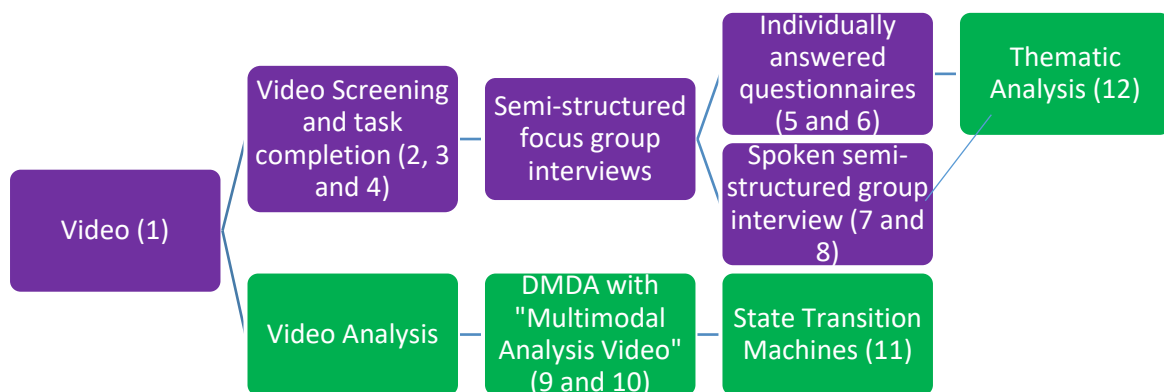 Video (1)
Video Screening
and task
completion (2, 3
and 4)
Semi-structured
focus group
interviews
Individually
answered
questionnaires
(5 and 6)
Thematic
Analysis (12)
Spoken semi-
structured group
interview (7 and
8)
Video Analysis
DMDA with
"Multimodal
Analysis Video"
(9 and 10)
State Transition
Machines (11)